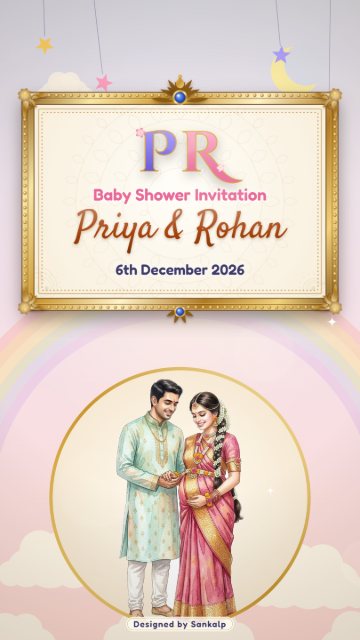 PR
Baby Shower Invitation
Priya & Rohan
6th December 2026
Designed by Sankalp